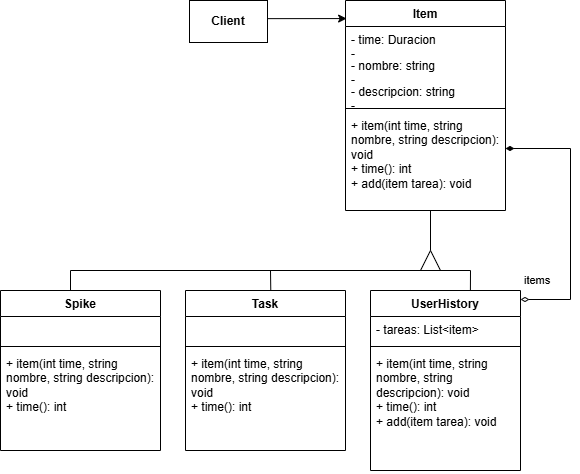 Client
Item
- time: Duracion
-
- nombre: string
-
- descripcion: string
-
+ item(int time, string
nombre, string descripcion):
void
+ time(): int
+ add(item tarea): void
items
Spike
+ item(int time, string
nombre, string descripcion):
void
+ time(): int
Task
+ item(int time, string
nombre, string descripcion):
void
+ time(): int
UserHistory
- tareas: List<item>
+ item(int time, string
nombre, string
descripcion): void
+ time(): int
+ add(item tarea): void